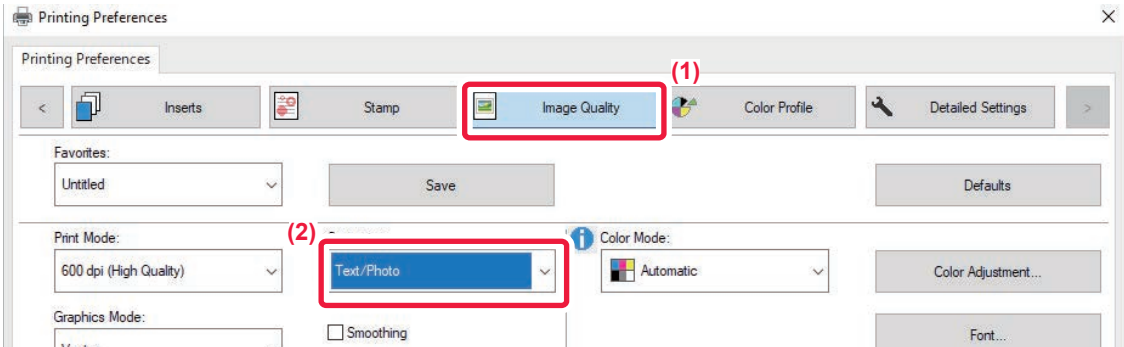 Printing Preferences
Printing Preferences
(1)
< Inserts Stamp Image Quality Color Profile Detailed Settings >
Favorites:
Untitled Save Defaults
(2)
Print Mode: Color Mode:
600 dpi (High Quality) Text/Photo Automatic Color Adjustment...
Graphics Mode:
Smoothing Font...